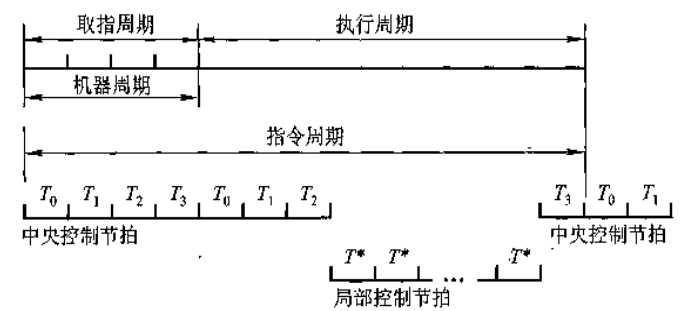 取指周期 执行周期
机器周期
指令周期
T₀ T₁ T₂ T₃ T₀ T₁ T₂ T₃ T₀ T₁
中央控制节拍 中央控制节拍
T* T* … T*
局部控制节拍